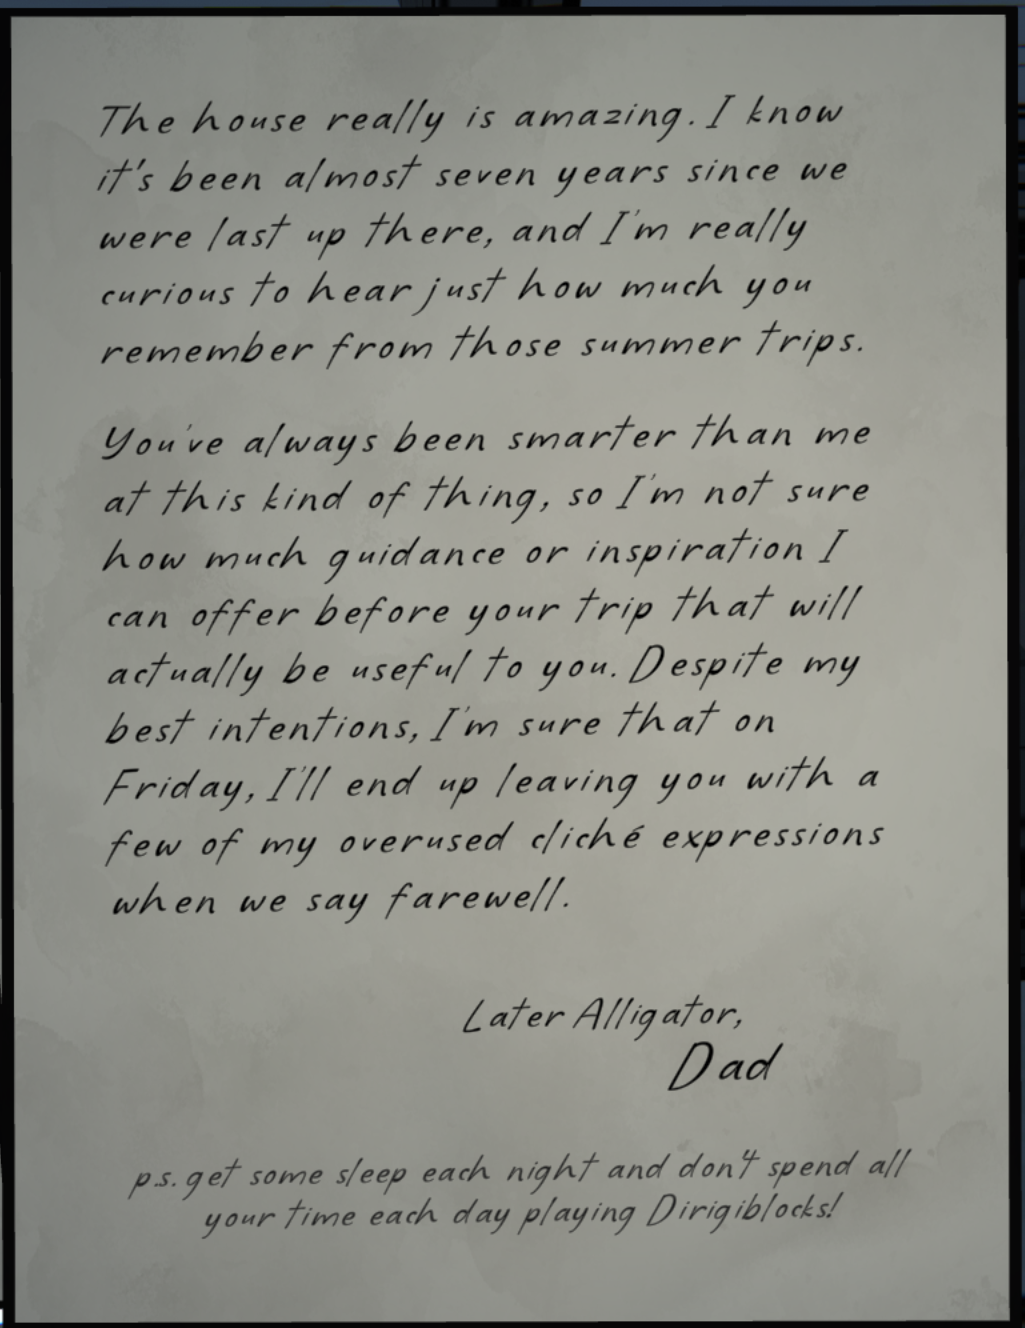 The house really is amazing. I know
it's been almost seven years since we
were last up there, and I'm really
curious to hear just how much you
remember from those summer trips.
You've always been smarter than me
at this kind of thing, so I'm not sure
how much guidance or inspiration I
can offer before your trip that will
actually be useful to you. Despite my
best intentions, I'm sure that on
Friday, I'll end up leaving you with a
few of my overused cliché expressions
when we say farewell.
Later Alligator,
Dad
p.s. get some sleep each night and don't spend all
your time each day playing Dirigiblocks!